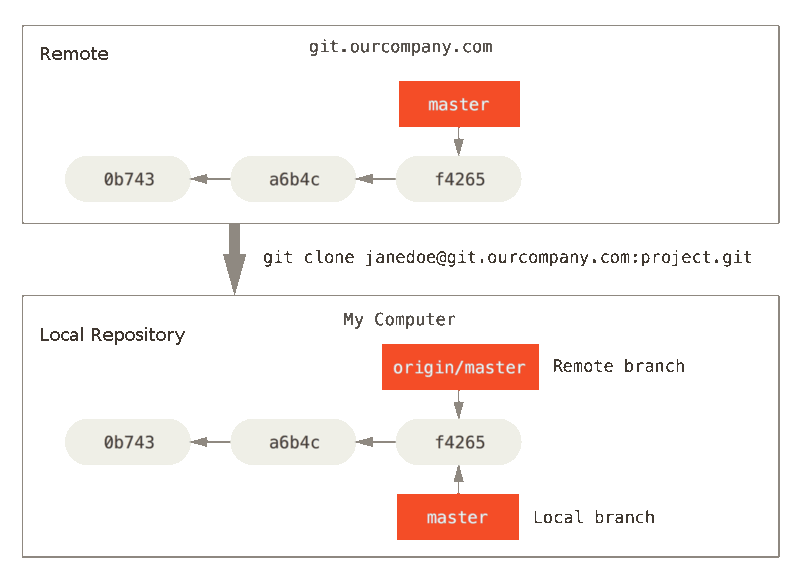 git.ourcompany.com
Remote
master
0b743 a6b4c f4265
git clone janedoe@git.ourcompany.com:project.git
My Computer
Local Repository
origin/master Remote branch
0b743 a6b4c f4265
master Local branch